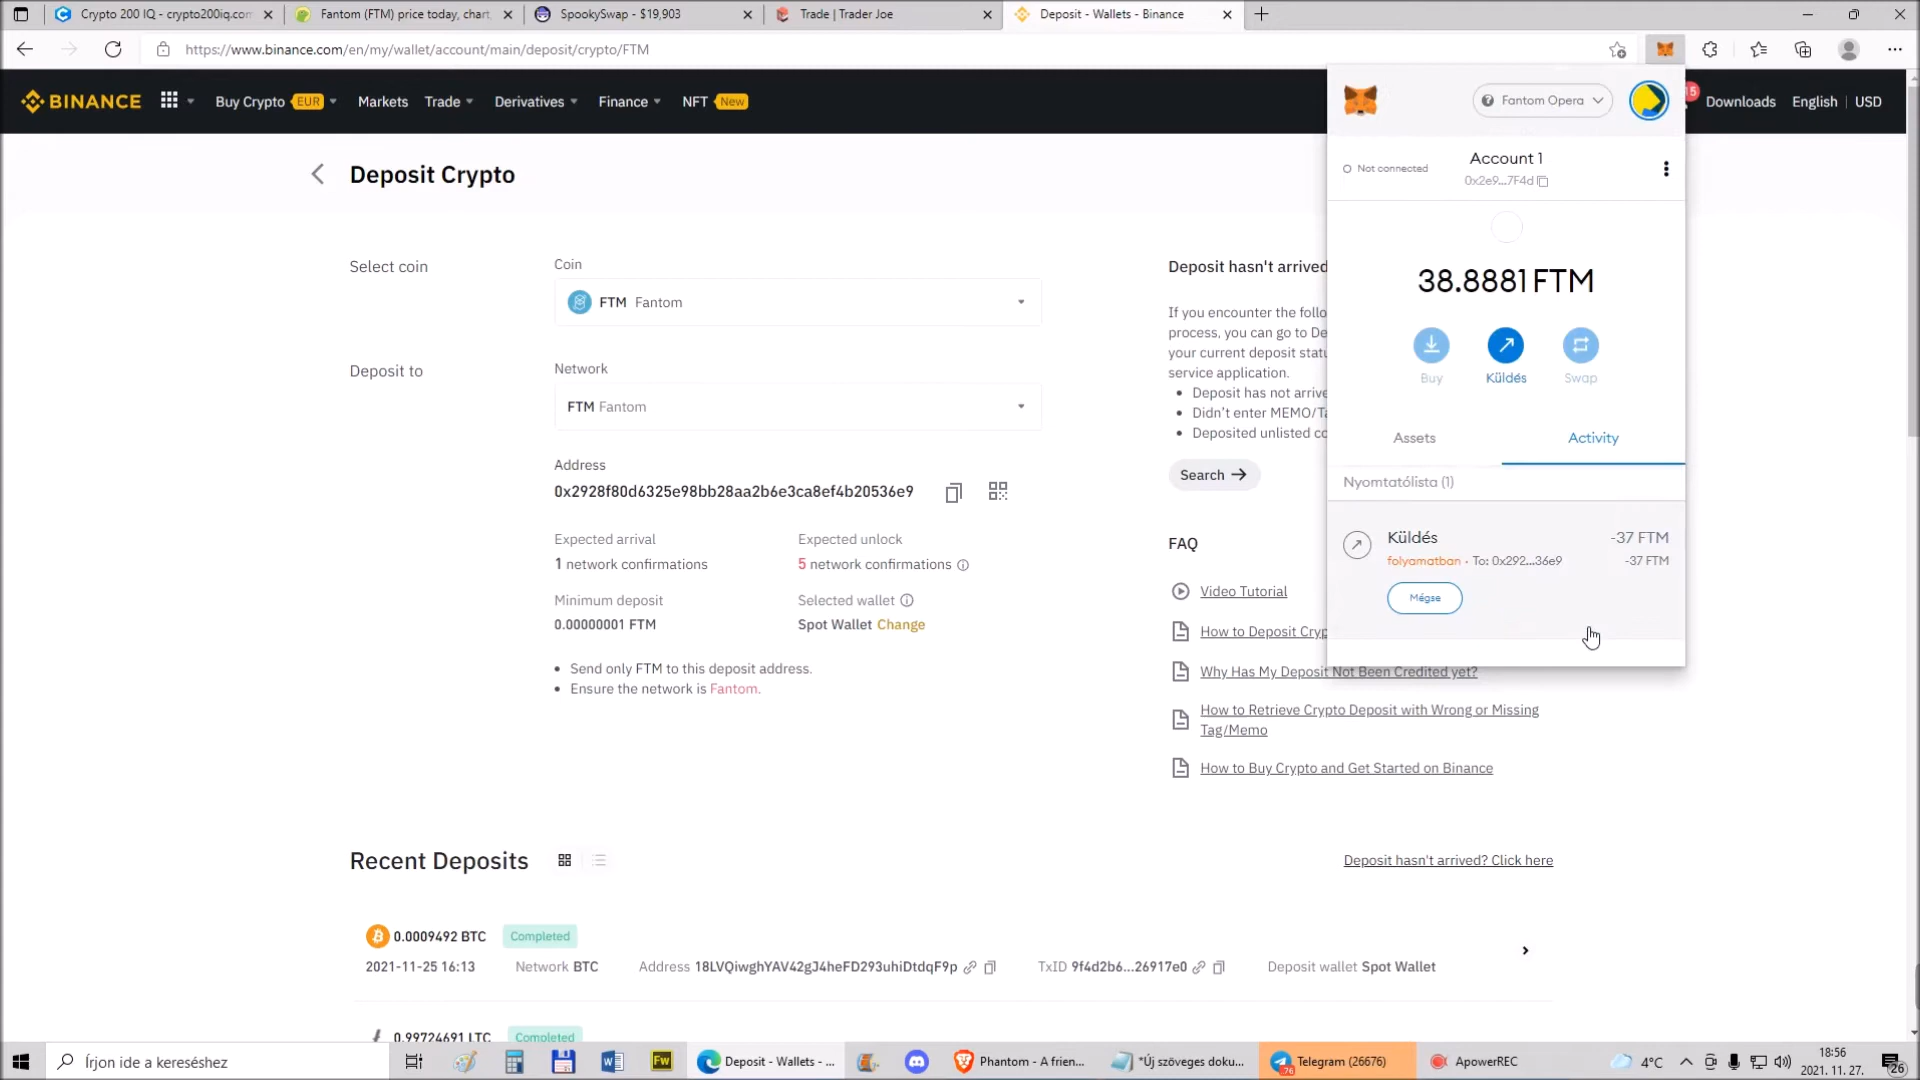 Crypto 200 IQ - crypto200iq.com
Fantom (FTM) price today, chart,
SpookySwap - $19,903
Trade | Trader Joe
Deposit - Wallets - Binance
https://www.binance.com/en/my/wallet/account/main/deposit/crypto/FTM
BINANCE
Buy Crypto EUR
Markets
Trade
Derivatives
Finance
NFT New
15
Downloads
English
USD
Fantom Opera
Not connected
Account 1
0x2e9...7F4d
38.8881 FTM
Buy
Küldés
Swap
Assets
Activity
Nyomtatólista (1)
Küldés
-37 FTM
folyamatban · To: 0x292...36e9
-37 FTM
Mégse
Deposit Crypto
Select coin
Coin
FTM Fantom
Deposit to
Network
FTM Fantom
Address
0x2928f80d6325e98bb28aa2b6e3ca8ef4b20536e9
Expected arrival
1 network confirmations
Expected unlock
5 network confirmations
Minimum deposit
0.00000001 FTM
Selected wallet
Spot Wallet Change
• Send only FTM to this deposit address.
• Ensure the network is Fantom.
Deposit hasn't arrived
If you encounter the follo
process, you can go to De
your current deposit statu
service application.
• Deposit has not arrive
• Didn't enter MEMO/Ta
• Deposited unlisted co
Search
FAQ
Video Tutorial
How to Deposit Cryp
Why Has My Deposit Not Been Credited yet?
How to Retrieve Crypto Deposit with Wrong or Missing
Tag/Memo
How to Buy Crypto and Get Started on Binance
Recent Deposits
Deposit hasn't arrived? Click here
0.0009492 BTC
Completed
2021-11-25 16:13
Network BTC
Address 18LVQiwghYAV42gJ4heFD293uhiDtdqF9p
TxID 9f4d2b6...26917e0
Deposit wallet Spot Wallet
0.99724691 LTC
Completed
Írjon ide a kereséshez
Fw
Deposit - Wallets - ...
Phantom - A frien...
*Új szöveges doku...
76
Telegram (26676)
ApowerREC
4°C
18:56
2021. 11. 27.
26